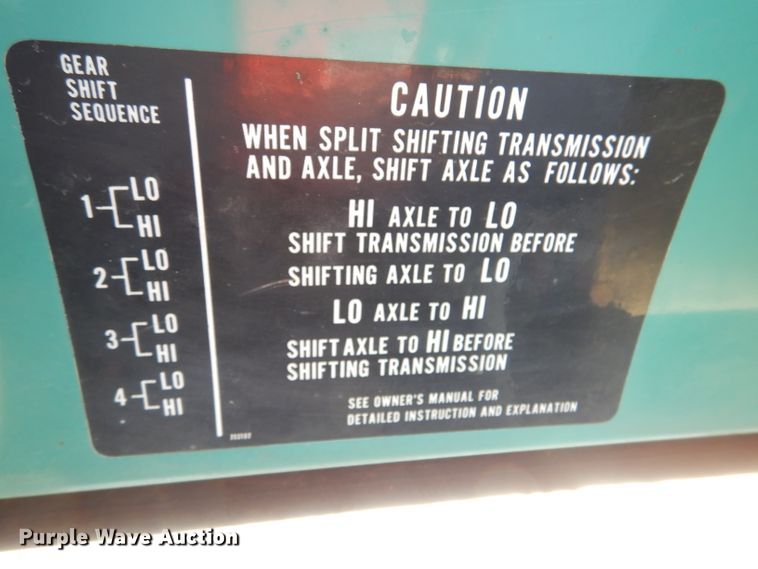 GEAR
SHIFT
SEQUENCE
1 LO
HI
2 LO
HI
3 LO
HI
4 LO
HI
CAUTION
WHEN SPLIT SHIFTING TRANSMISSION
AND AXLE, SHIFT AXLE AS FOLLOWS:
HI AXLE TO LO
SHIFT TRANSMISSION BEFORE
SHIFTING AXLE TO LO
LO AXLE TO HI
SHIFT AXLE TO HI BEFORE
SHIFTING TRANSMISSION
SEE OWNER'S MANUAL FOR
DETAILED INSTRUCTION AND EXPLANATION
Purple Wave Auction